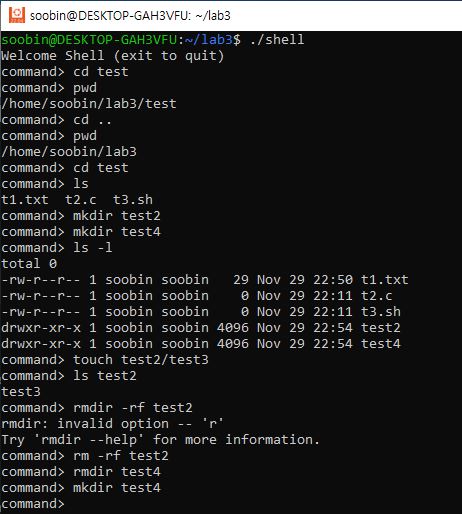 soobin@DESKTOP-GAH3VFU: ~/lab3
soobin@DESKTOP-GAH3VFU:~/lab3$ ./shell
Welcome Shell (exit to quit)
command> cd test
command> pwd
/home/soobin/lab3/test
command> cd ..
command> pwd
/home/soobin/lab3
command> cd test
command> ls
t1.txt  t2.c  t3.sh
command> mkdir test2
command> mkdir test4
command> ls -l
total 0
-rw-r--r-- 1 soobin soobin   29 Nov 29 22:50 t1.txt
-rw-r--r-- 1 soobin soobin    0 Nov 29 22:11 t2.c
-rw-r--r-- 1 soobin soobin    0 Nov 29 22:11 t3.sh
drwxr-xr-x 1 soobin soobin 4096 Nov 29 22:54 test2
drwxr-xr-x 1 soobin soobin 4096 Nov 29 22:54 test4
command> touch test2/test3
command> ls test2
test3
command> rmdir -rf test2
rmdir: invalid option -- 'r'
Try 'rmdir --help' for more information.
command> rm -rf test2
command> rmdir test4
command> mkdir test4
command>